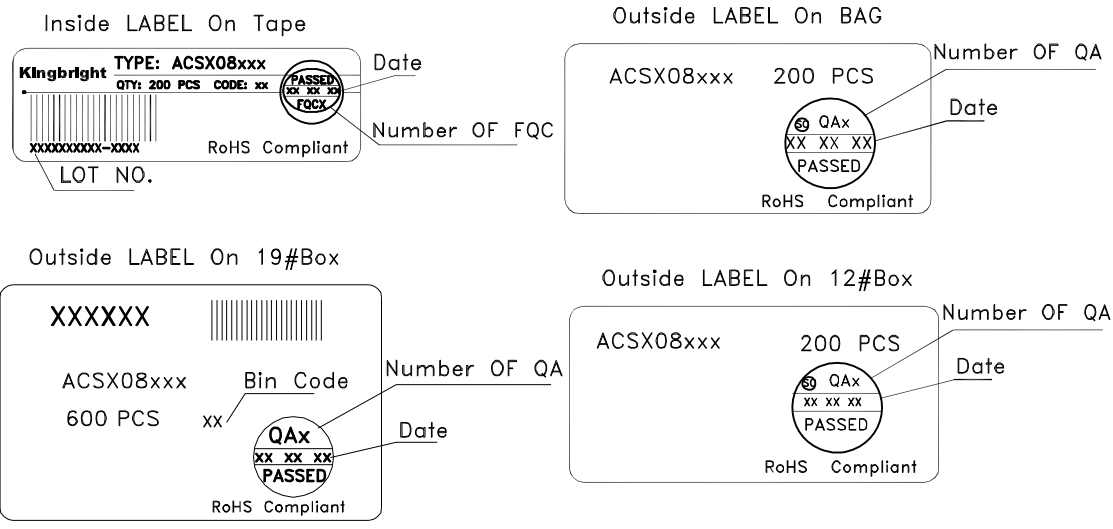 Inside LABEL On Tape
Kingbright
TYPE: ACSX08xxx
QTY: 200 PCS CODE: xx
PASSED
xx xx xx
FQCX
Date
Number OF FQC
xxxxxxxxxx-xxxx
RoHS Compliant
LOT NO.
Outside LABEL On BAG
ACSX08xxx 200 PCS
Number OF QA
SQ QAx
Date
XX XX XX
PASSED
RoHS Compliant
Outside LABEL On 19#Box
XXXXXX
ACSX08xxx
Bin Code
Number OF QA
600 PCS
xx
QAx
Date
xx xx xx
PASSED
RoHS Compliant
Outside LABEL On 12#Box
ACSX08xxx 200 PCS
Number OF QA
SQ QAx
Date
xx xx xx
PASSED
RoHS Compliant